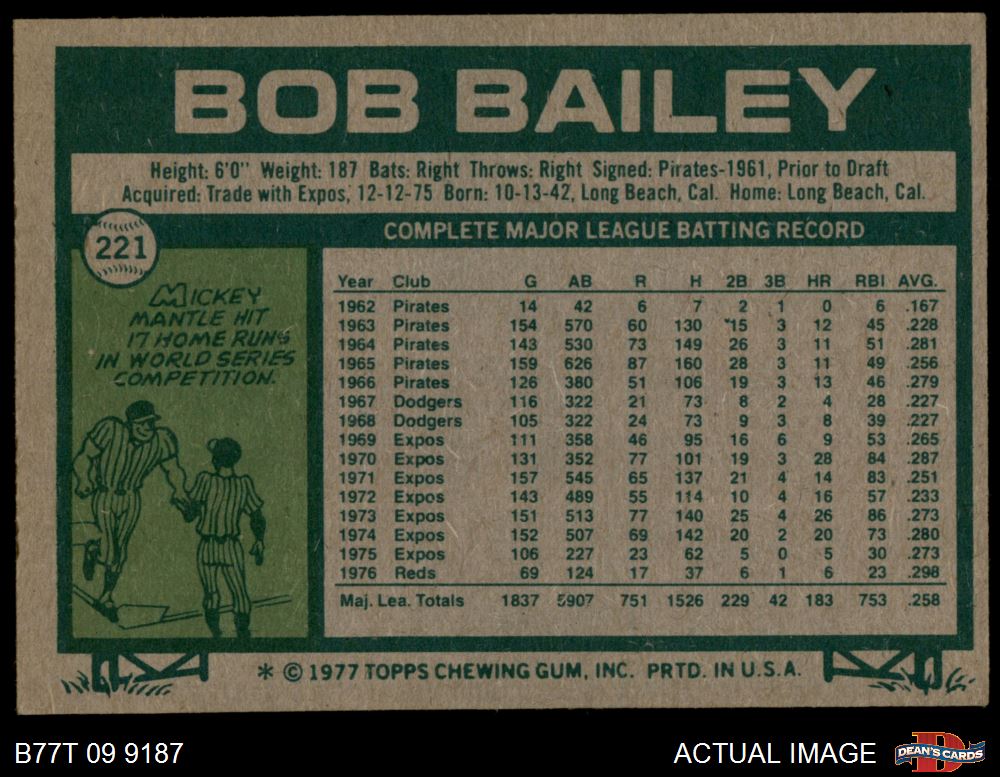 BOB BAILEY
Height: 6'0" Weight: 187 Bats: Right Throws: Right Signed: Pirates-1961, Prior to Draft
Acquired: Trade with Expos, 12-12-75 Born: 10-13-42, Long Beach, Cal. Home: Long Beach, Cal.
221
COMPLETE MAJOR LEAGUE BATTING RECORD
MICKEY
MANTLE HIT
17 HOME RUNS
IN WORLD SERIES
COMPETITION.
Year Club G AB R H 2B 3B HR RBI AVG.
1962 Pirates 14 42 6 7 2 1 0 6 .167
1963 Pirates 154 570 60 130 15 3 12 45 .228
1964 Pirates 143 530 73 149 26 3 11 51 .281
1965 Pirates 159 626 87 160 28 3 11 49 .256
1966 Pirates 126 380 51 106 19 3 13 46 .279
1967 Dodgers 116 322 21 73 8 2 4 28 .227
1968 Dodgers 105 322 24 73 9 3 8 39 .227
1969 Expos 111 358 46 95 16 6 9 53 .265
1970 Expos 131 352 77 101 19 3 28 84 .287
1971 Expos 157 545 65 137 21 4 14 83 .251
1972 Expos 143 489 55 114 10 4 16 57 .233
1973 Expos 151 513 77 140 25 4 26 86 .273
1974 Expos 152 507 69 142 20 2 20 73 .280
1975 Expos 106 227 23 62 5 0 5 30 .273
1976 Reds 69 124 17 37 6 1 6 23 .298
Maj. Lea. Totals 1837 5907 751 1526 229 42 183 753 .258
* © 1977 TOPPS CHEWING GUM, INC. PRTD. IN U.S.A.
B77T 09 9187
ACTUAL IMAGE
D
DEAN'S CARDS